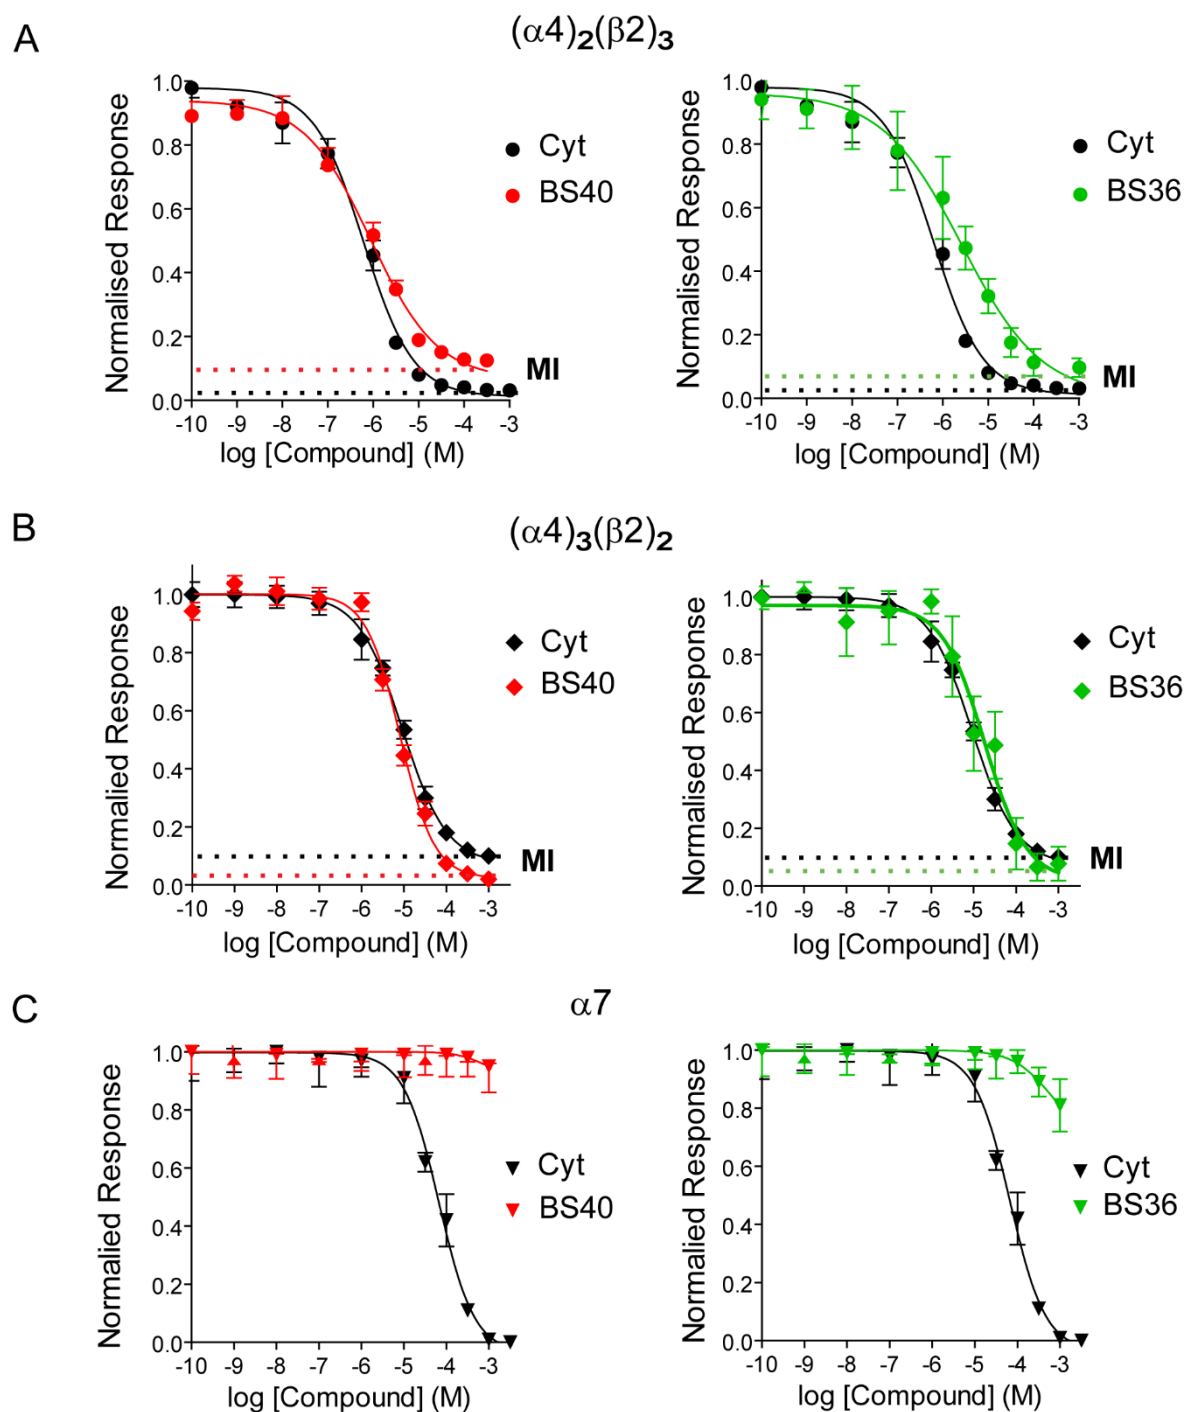 A
(α4)2(β2)3
Normalised Response
1.0
0.8
0.6
0.4
0.2
0.0
-10 -9 -8 -7 -6 -5 -4 -3
log [Compound] (M)
Cyt
BS40
MI
Normalised Response
1.0
0.8
0.6
0.4
0.2
0.0
-10 -9 -8 -7 -6 -5 -4 -3
log [Compound] (M)
Cyt
BS36
MI
B
(α4)3(β2)2
Normalied Response
1.0
0.8
0.6
0.4
0.2
0.0
-10 -9 -8 -7 -6 -5 -4 -3
log [Compound] (M)
Cyt
BS40
MI
Normalised Response
1.0
0.8
0.6
0.4
0.2
0.0
-10 -9 -8 -7 -6 -5 -4 -3
log [Compound] (M)
Cyt
BS36
MI
C
α7
Normalied Response
1.0
0.8
0.6
0.4
0.2
0.0
-10 -9 -8 -7 -6 -5 -4 -3
log [Compound] (M)
Cyt
BS40
Normalied Response
1.0
0.8
0.6
0.4
0.2
0.0
-10 -9 -8 -7 -6 -5 -4 -3
log [Compound] (M)
Cyt
BS36